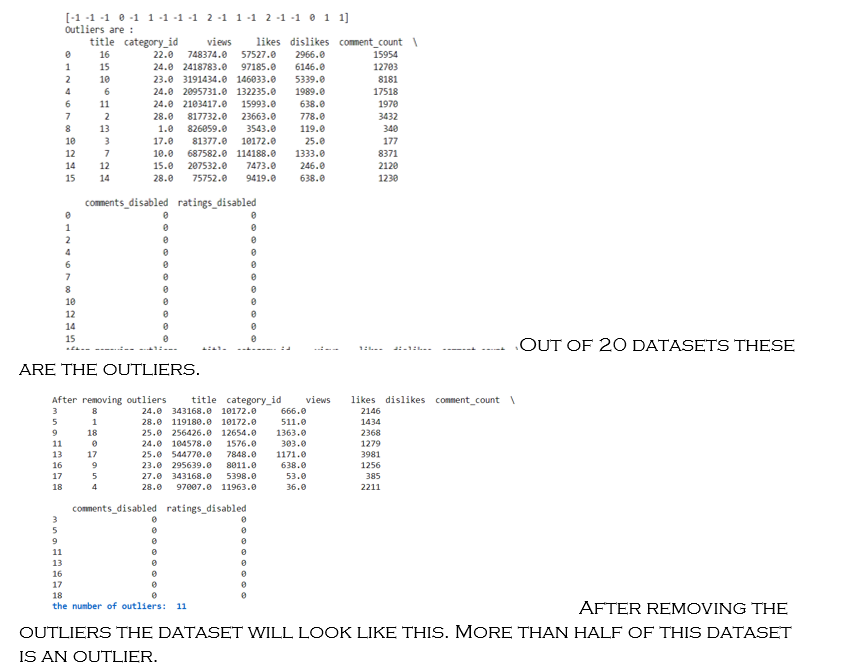 [-1 -1 -1 0 -1 1 -1 -1 -1 2 -1 1 -1 2 -1 -1 0 1 1]
Outliers are :
title category_id views likes dislikes comment_count \
0 16 22.0 748374.0 57527.0 2966.0 15954
1 15 24.0 2418783.0 97185.0 6146.0 12703
2 10 23.0 3191434.0 146033.0 5339.0 8181
4 6 24.0 2095731.0 132235.0 1989.0 17518
6 11 24.0 2103417.0 15993.0 638.0 1970
7 2 28.0 817732.0 23663.0 778.0 3432
8 13 1.0 826059.0 3543.0 119.0 340
10 3 17.0 81377.0 10172.0 25.0 177
12 7 10.0 687582.0 114188.0 1333.0 8371
14 12 15.0 207532.0 7473.0 246.0 2120
15 14 28.0 75752.0 9419.0 638.0 1230
comments_disabled ratings_disabled
0 0 0
1 0 0
2 0 0
4 0 0
6 0 0
7 0 0
8 0 0
10 0 0
12 0 0
14 0 0
15 0 0
Out of 20 datasets these
are the outliers.
After removing outliers title category_id views likes dislikes comment_count \
3 8 24.0 343168.0 10172.0 666.0 2146
5 1 28.0 119180.0 10172.0 511.0 1434
9 18 25.0 256426.0 12654.0 1363.0 2368
11 0 24.0 104578.0 1576.0 303.0 1279
13 17 25.0 544770.0 7848.0 1171.0 3981
16 9 23.0 295639.0 8011.0 638.0 1256
17 5 27.0 343168.0 5398.0 53.0 385
18 4 28.0 97007.0 11963.0 36.0 2211
comments_disabled ratings_disabled
3 0 0
5 0 0
9 0 0
11 0 0
13 0 0
16 0 0
17 0 0
18 0 0
the number of outliers: 11
After removing the
outliers the dataset will look like this. More than half of this dataset
is an outlier.